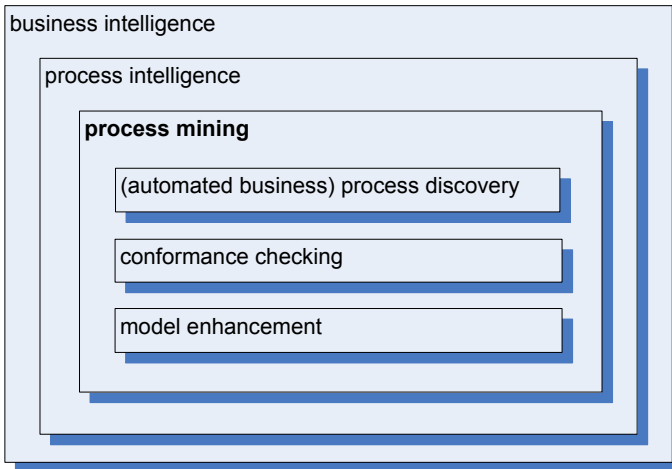 business intelligence
process intelligence
process mining
(automated business) process discovery
conformance checking
model enhancement